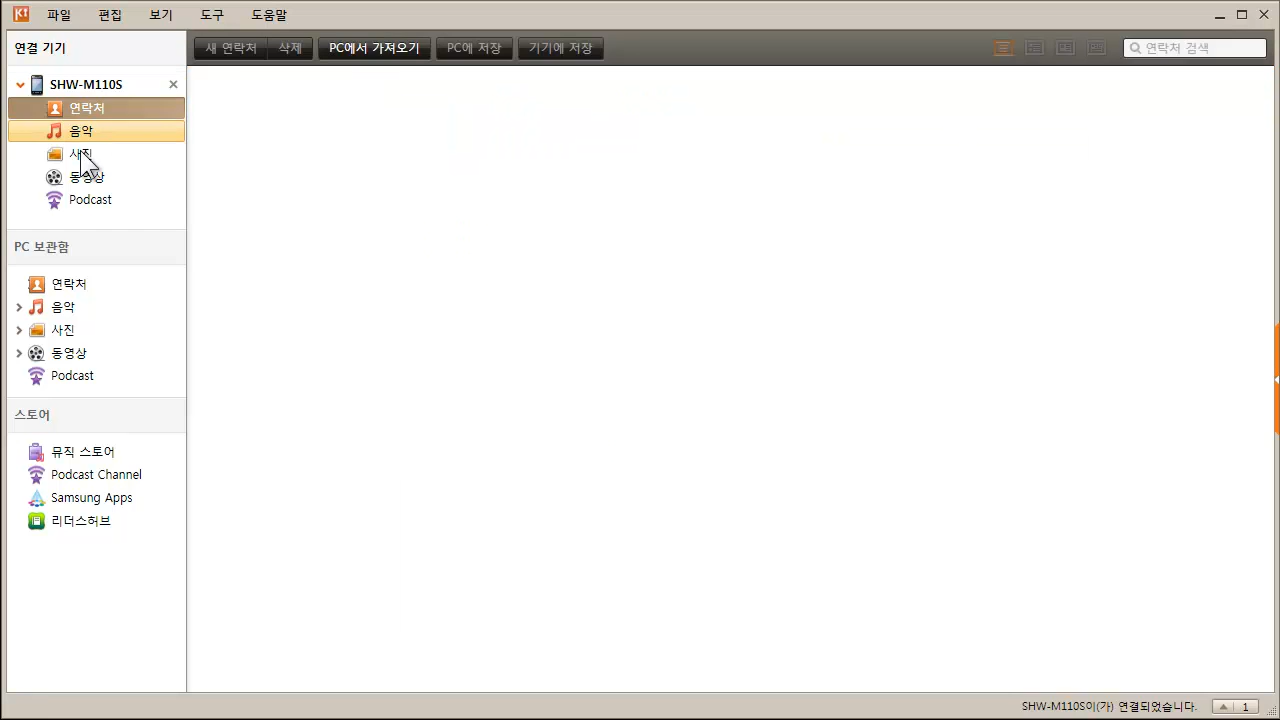 파일 편집 보기 도구 도움말
연결 기기
새 연락처 삭제 PC에서 가져오기 PC에 저장 기기에 저장 연락처 검색
SHW-M110S
연락처
음악
사진
동영상
Podcast
PC 보관함
연락처
음악
사진
동영상
Podcast
스토어
뮤직 스토어
Podcast Channel
Samsung Apps
리더스허브
SHW-M110S이(가) 연결되었습니다. 1